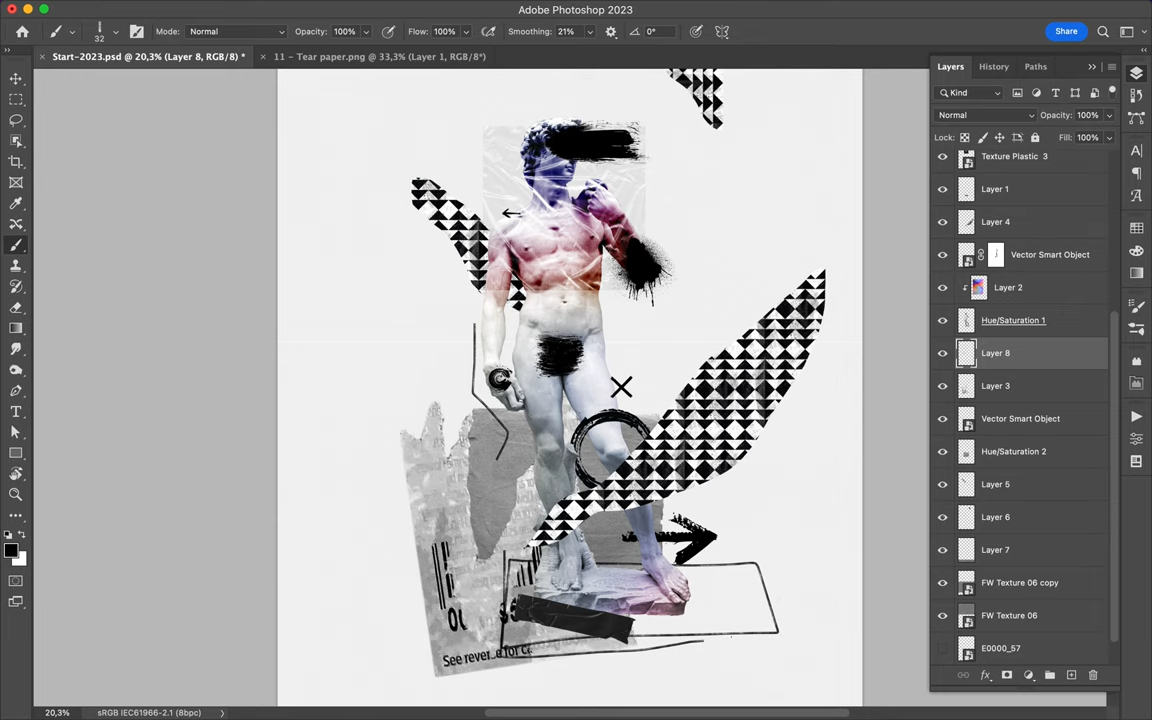 Adobe Photoshop 2023
32
Mode: Normal
Opacity: 100%
Flow: 100%
Smoothing: 21%
0°
Share
Start-2023.psd @ 20,3% (Layer 8, RGB/8) *
11 – Tear paper.png @ 33,3% (Layer 1, RGB/8*)
Layers
History
Paths
Kind
Normal
Opacity: 100%
Lock:
Fill: 100%
Texture Plastic 3
Layer 1
Layer 4
Vector Smart Object
Layer 2
Hue/Saturation 1
Layer 8
Layer 3
Vector Smart Object
Hue/Saturation 2
Layer 5
Layer 6
Layer 7
FW Texture 06 copy
FW Texture 06
E0000_57
See rever
e for c
20,3%
sRGB IEC61966-2.1 (8bpc)